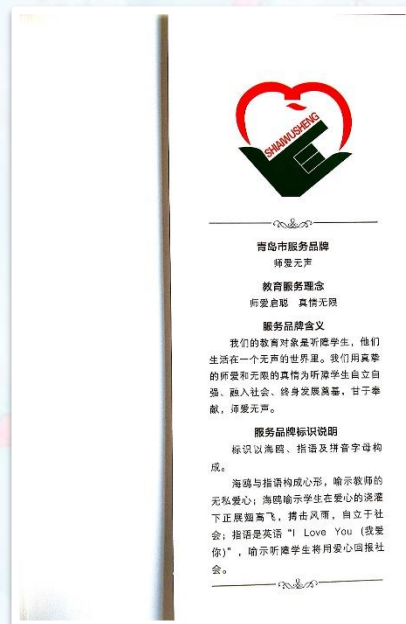 SHIAIWUSHENG
青岛市服务品牌
师爱无声
教育服务理念
师爱启聪 真情无限
服务品牌含义
我们的教育对象是听障学生，他们
生活在一个无声的世界里。我们用真挚
的师爱和无限的真情为听障学生自立自
强、融入社会、终身发展奠基，甘于奉
献，师爱无声。
服务品牌标识说明
标识以海鸥、指语及拼音字母构
成。
海鸥与指语构成心形，喻示教师的
无私爱心；海鸥喻示学生在爱心的浇灌
下正展翅高飞，搏击风雨，自立于社
会；指语是英语“I Love You (我爱
你)”，喻示听障学生将用爱心回报社
会。